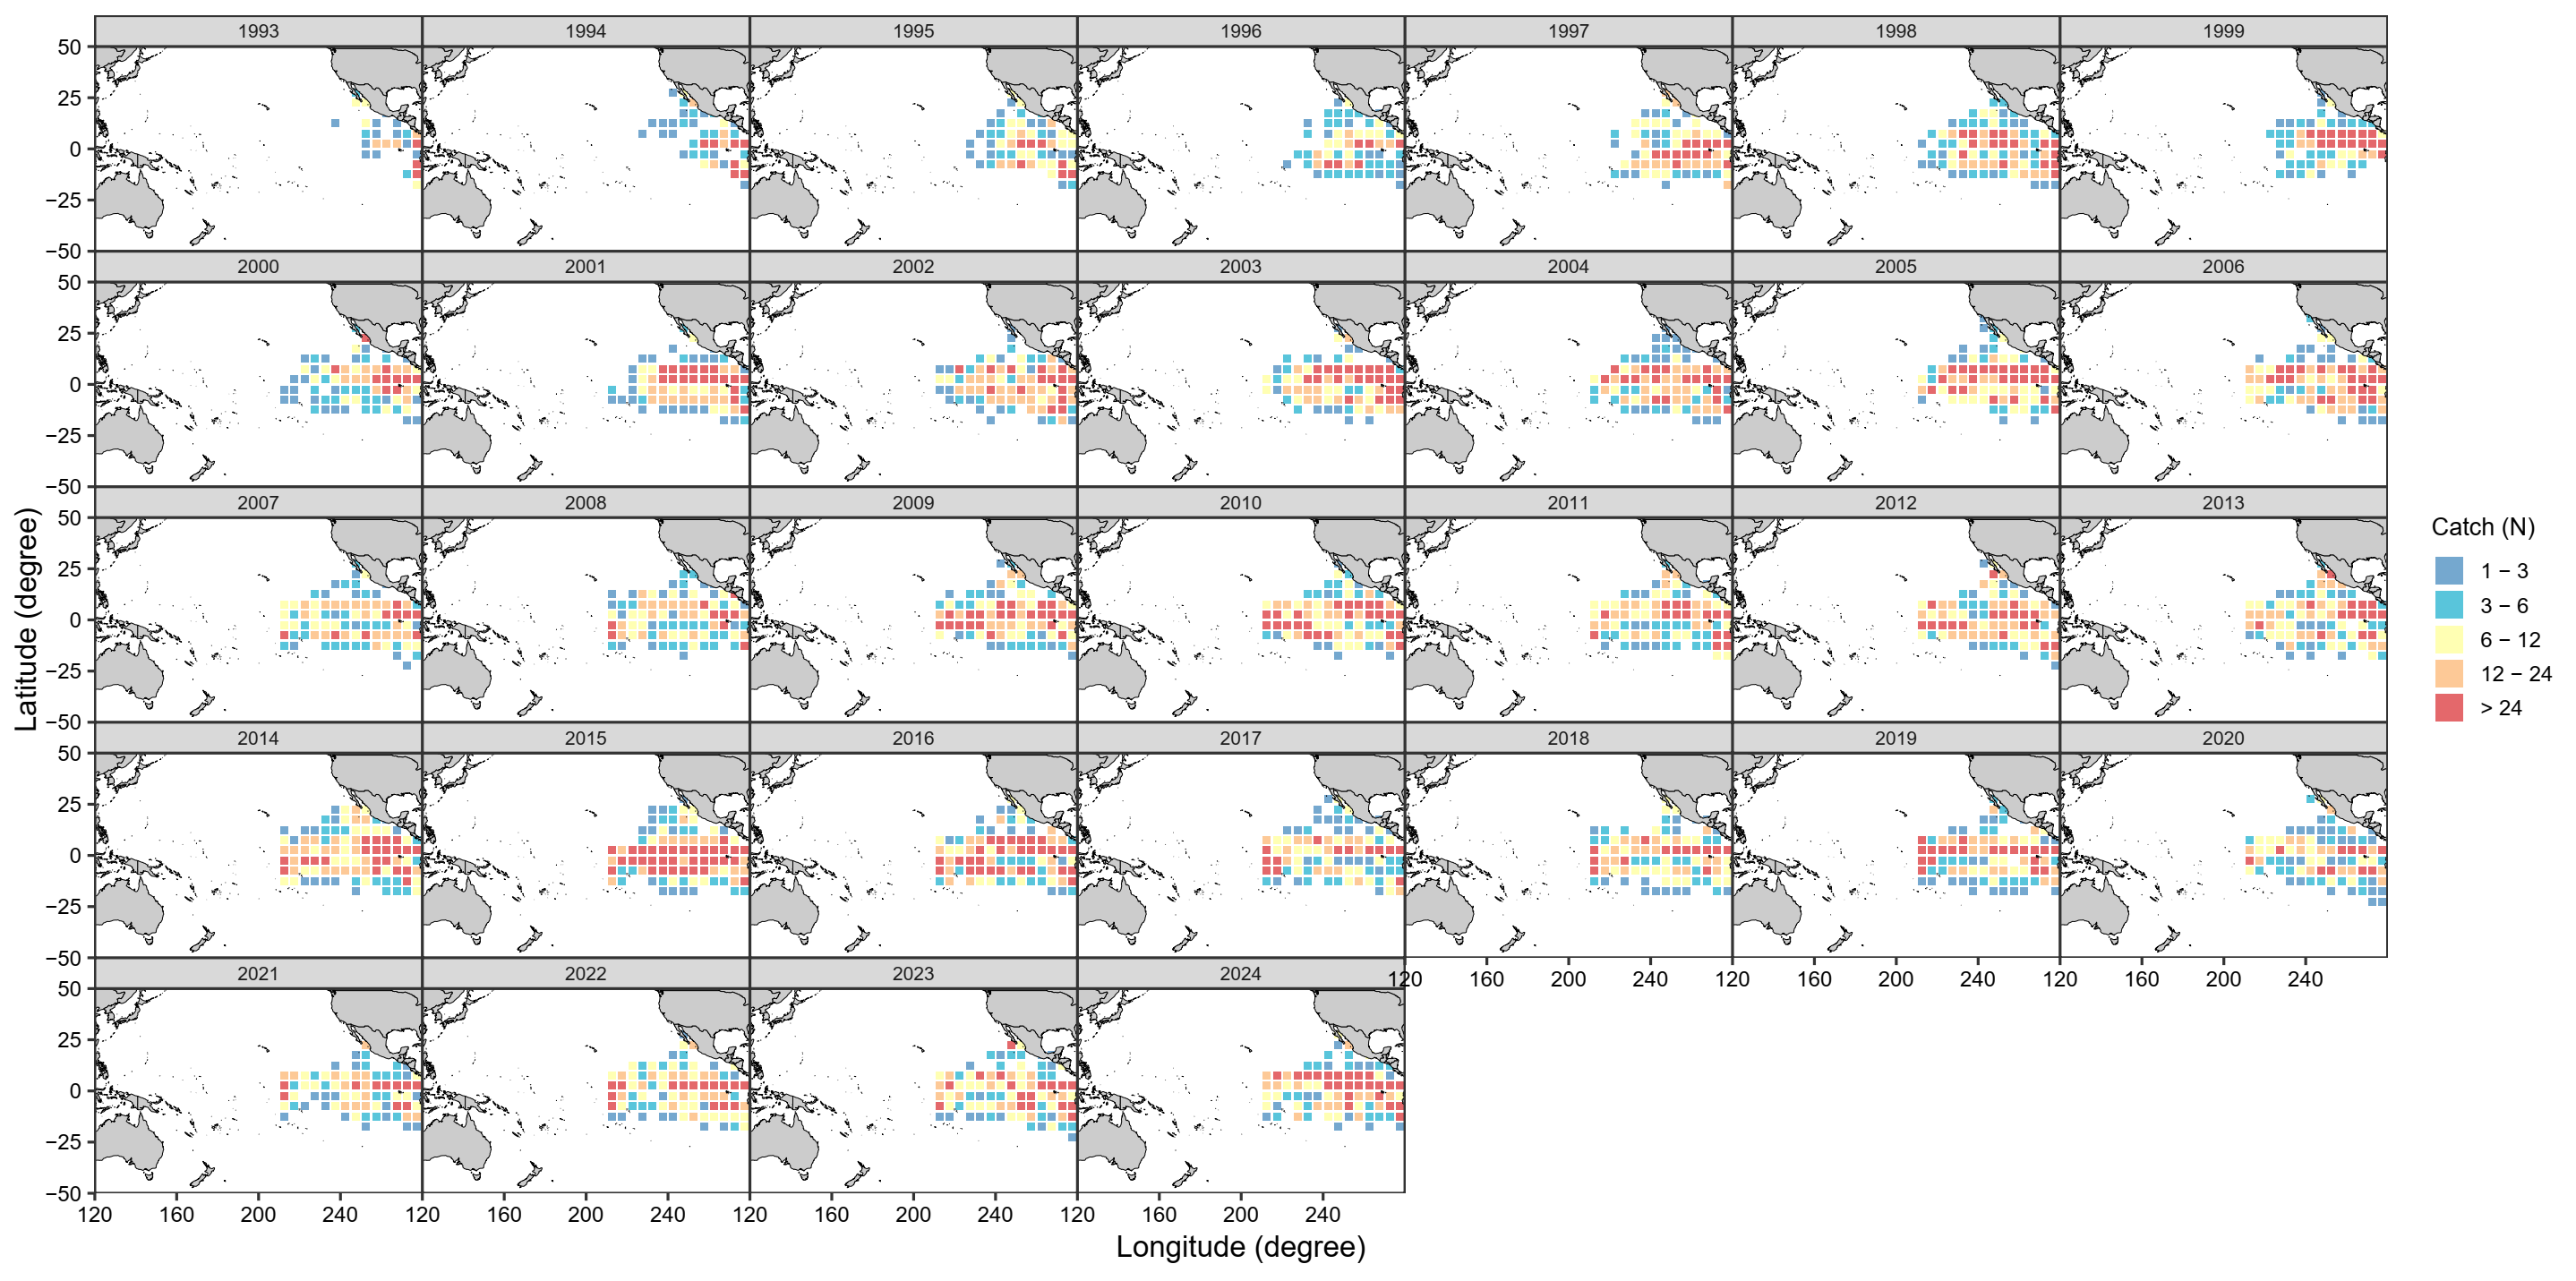 1993 1994 1995 1996 1997 1998 1999
50
25
0
−25
−50
2000 2001 2002 2003 2004 2005 2006
50
25
0
−25
−50
2007 2008 2009 2010 2011 2012 2013
50
25
0
−25
−50
2014 2015 2016 2017 2018 2019 2020
50
25
0
−25
−50
120 160 200 240 120 160 200 240 120 160 200 240
2021 2022 2023 2024
50
25
0
−25
−50
120 160 200 240 120 160 200 240 120 160 200 240 120 160 200 240
Longitude (degree)
Latitude (degree)
Catch (N)
1 − 3
3 − 6
6 − 12
12 − 24
> 24